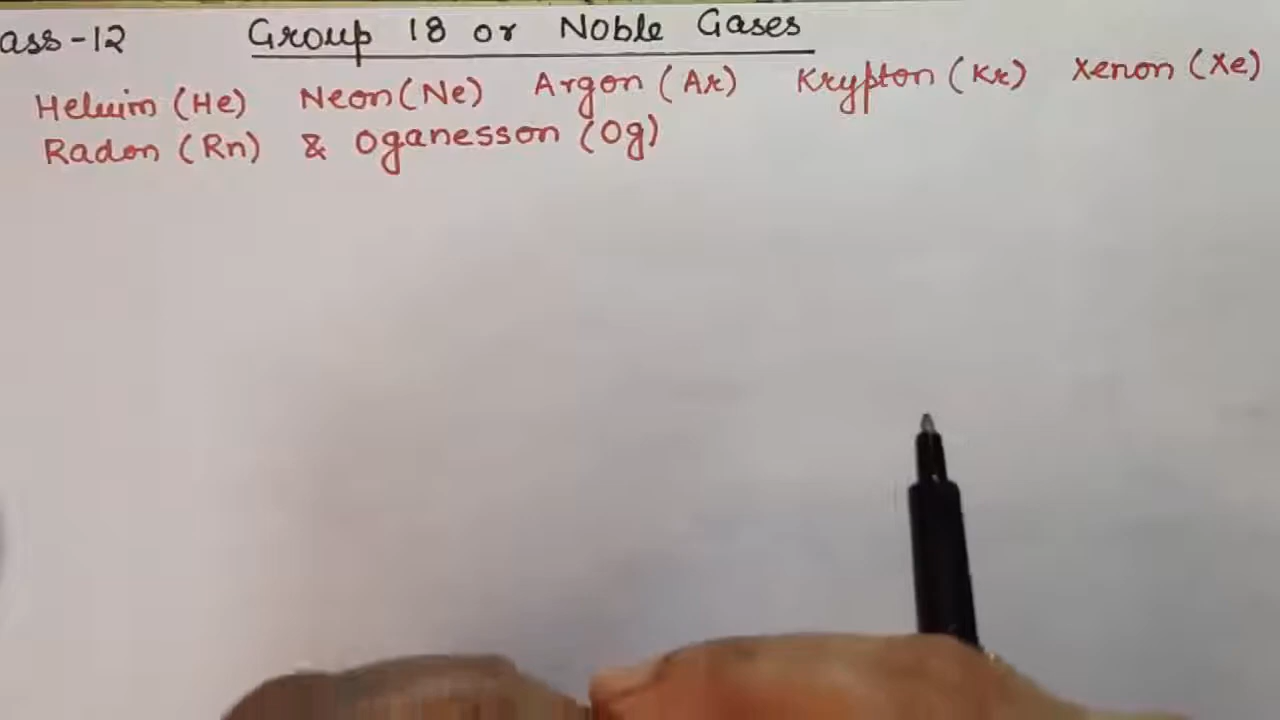 ass-12 Group 18 or Noble Gases
Heluim (He) Neon (Ne) Argon (Ar) Krypton (Kr) Xenon (Xe)
Radon (Rn) & Oganesson (Og)